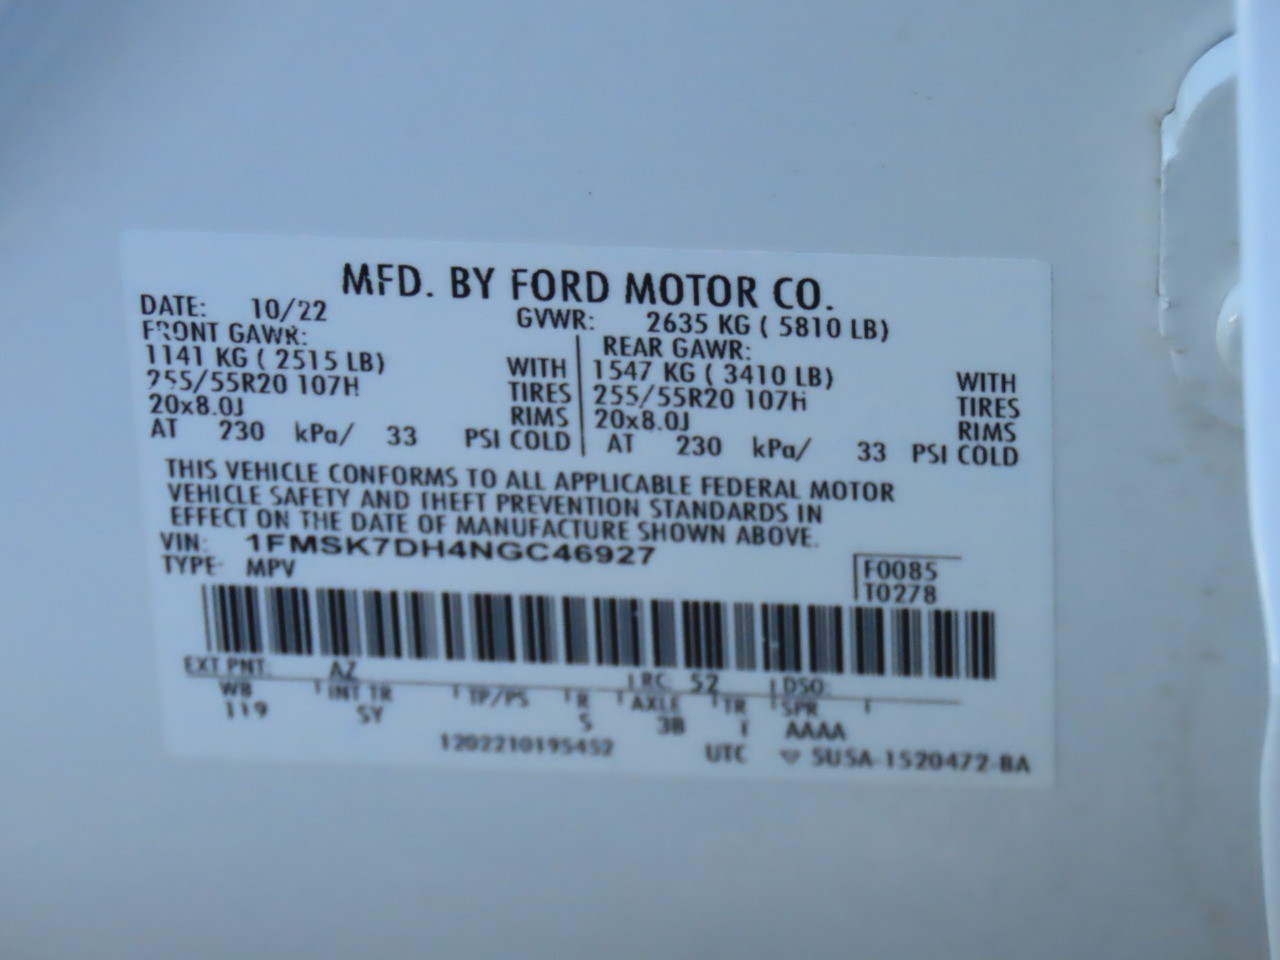 MFD. BY FORD MOTOR CO.
DATE: 10/22 GVWR: 2635 KG ( 5810 LB)
FRONT GAWR: REAR GAWR:
1141 KG ( 2515 LB) WITH 1547 KG ( 3410 LB) WITH
255/55R20 107H TIRES 255/55R20 107H TIRES
20x8.0J RIMS 20x8.0J RIMS
AT 230 kPa/ 33 PSI COLD AT 230 kPa/ 33 PSI COLD
THIS VEHICLE CONFORMS TO ALL APPLICABLE FEDERAL MOTOR
VEHICLE SAFETY AND THEFT PREVENTION STANDARDS IN
EFFECT ON THE DATE OF MANUFACTURE SHOWN ABOVE.
VIN: 1FMSK7DH4NGC46927
TYPE: MPV
F0085
T0278
EXT PNT: AZ RC: 52 DSO:
WB INT TR TP/PS R AXLE TR SPR
119 5Y S 3B I AAAA
1202210195452 UTC ▽ 5U5A-1520472-BA